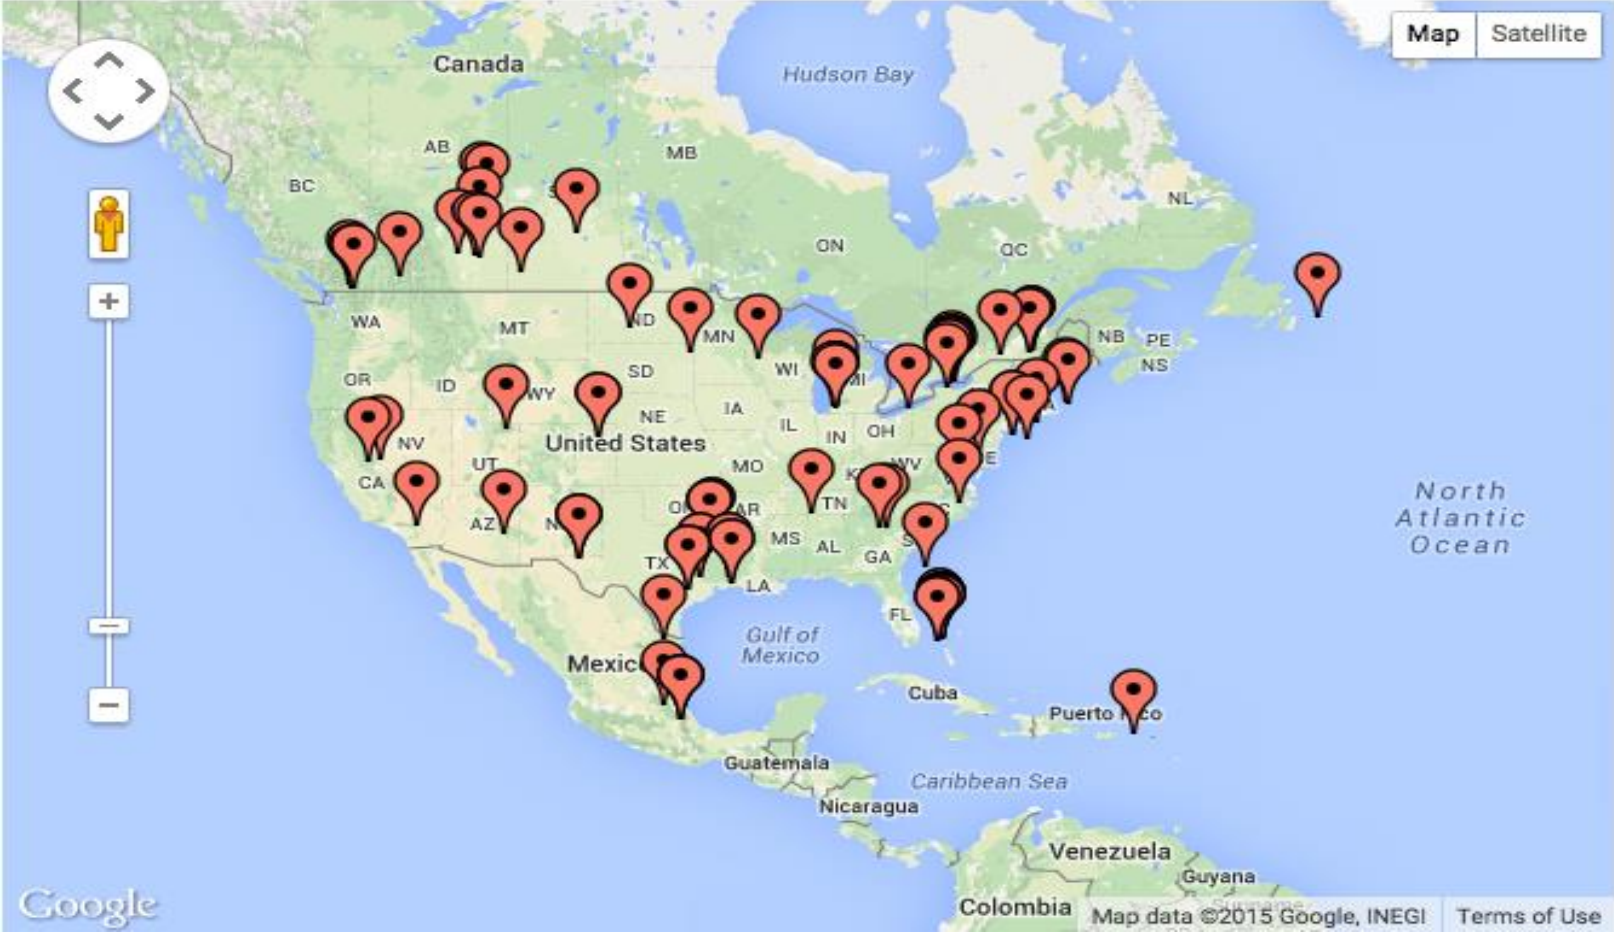 Map Satellite
Canada
Hudson Bay
AB
MB
BC
NL
ON
QC
WA
MT
ND
MN
NB
PE
NS
OR
ID
WY
SD
WI
MI
NV
NE
IA
IL
IN
OH
United States
UT
CA
MO
WV
TN
AZ
AR
MS
AL
GA
TX
LA
FL
North
Atlantic
Ocean
Gulf of
Mexico
Cuba
Guatemala
Caribbean Sea
Nicaragua
Venezuela
Guyana
Suriname
Colombia
Google
Map data ©2015 Google, INEGI
Terms of Use